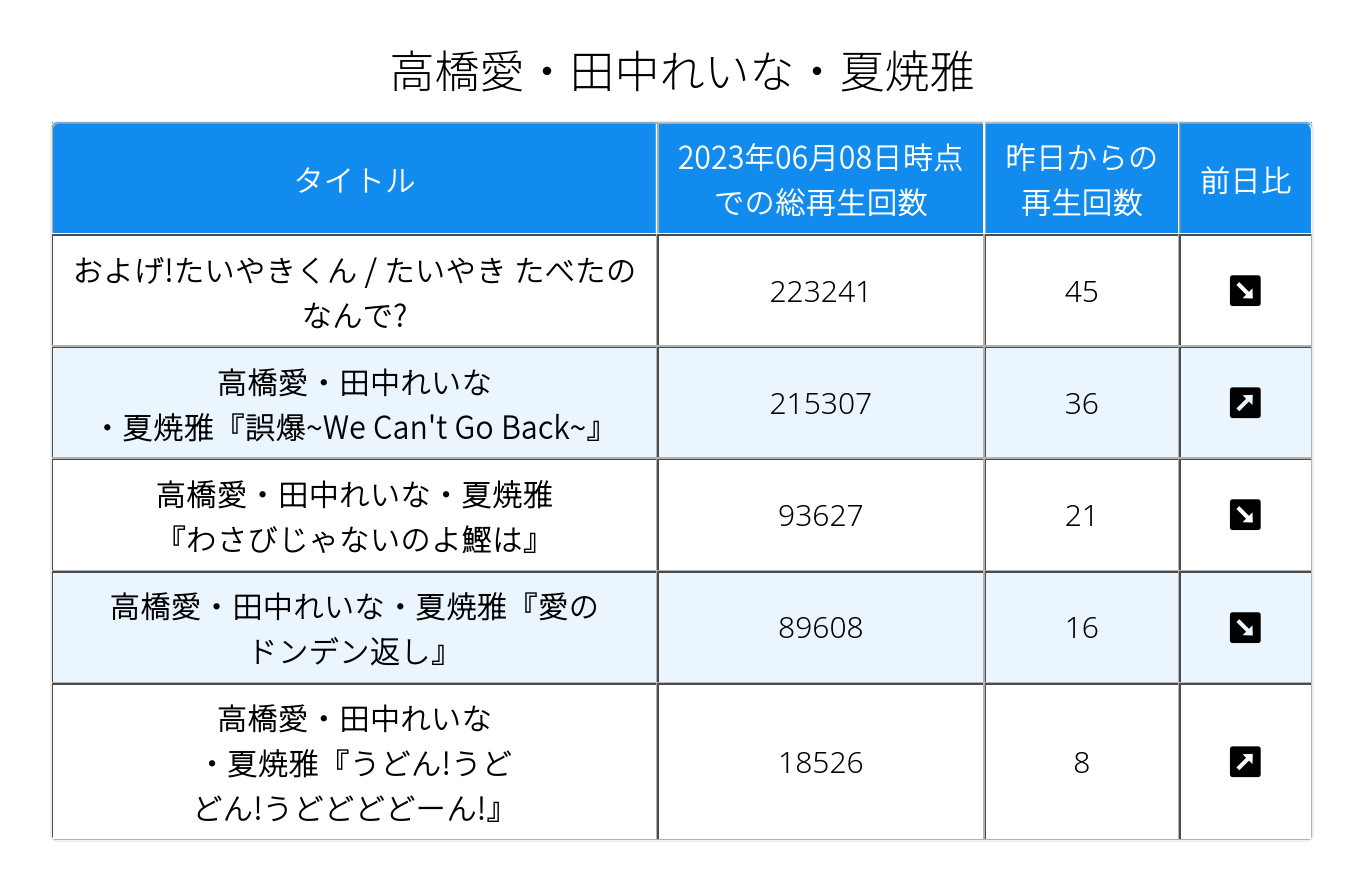 高橋愛・田中れいな・夏焼雅
タイトル
2023年06月08日時点
での総再生回数
昨日からの
再生回数
前日比
およげ!たいやきくん / たいやき たべたの
なんで?
223241
45
高橋愛・田中れいな
・夏焼雅『誤爆~We Can't Go Back~』
215307
36
高橋愛・田中れいな・夏焼雅
『わさびじゃないのよ鰹は』
93627
21
高橋愛・田中れいな・夏焼雅『愛の
ドンデン返し』
89608
16
高橋愛・田中れいな
・夏焼雅『うどん!うど
どん!うどどどどーん!』
18526
8